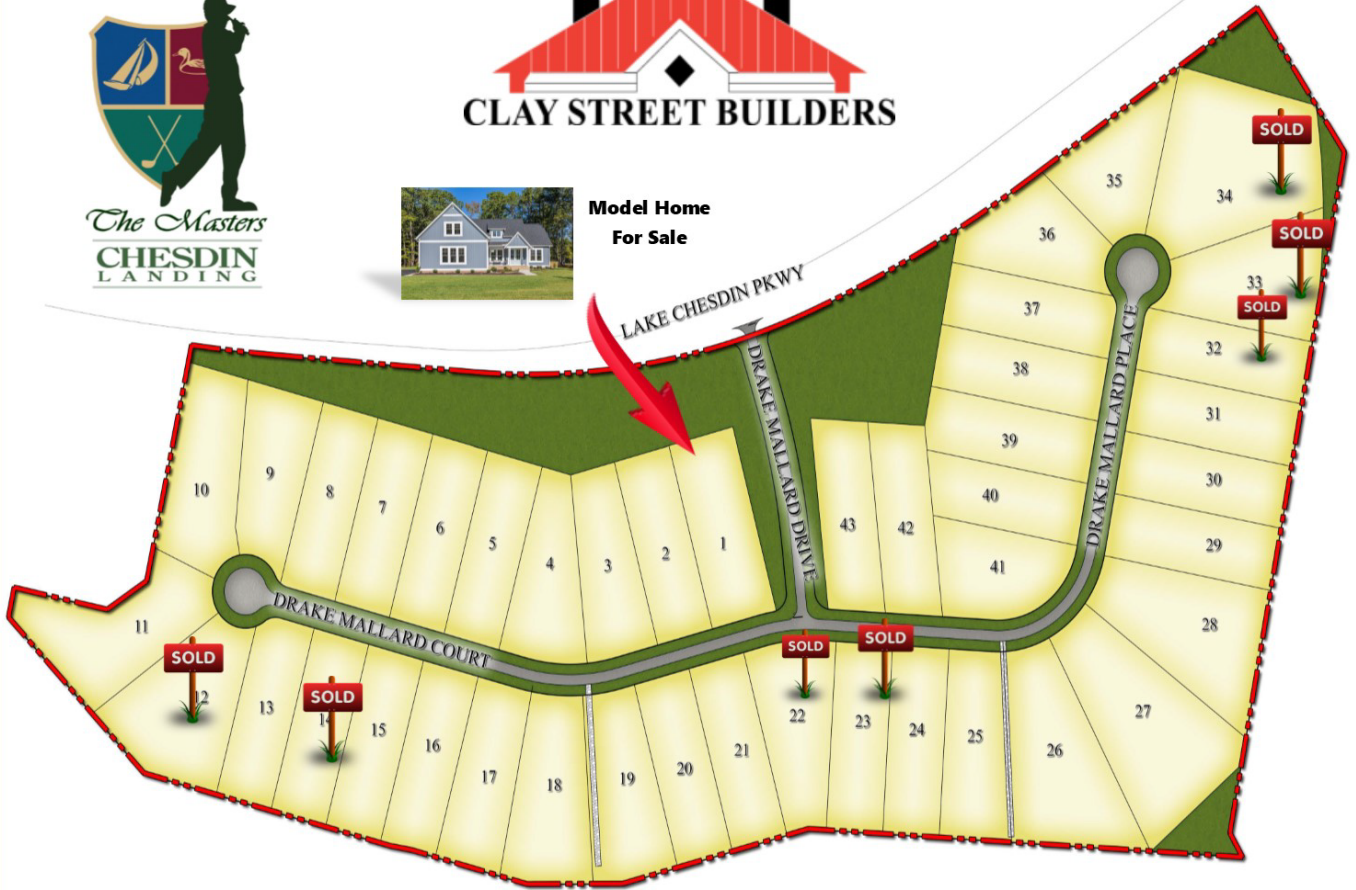 CLAY STREET BUILDERS
The Masters
CHESDIN
LANDING
Model Home
For Sale
LAKE CHESDIN PKWY
DRAKE MALLARD DRIVE
DRAKE MALLARD PLACE
DRAKE MALLARD COURT
SOLD
SOLD
SOLD
SOLD
SOLD
SOLD
SOLD
1
2
3
4
5
6
7
8
9
10
11
12
13
14
15
16
17
18
19
20
21
22
23
24
25
26
27
28
29
30
31
32
33
34
35
36
37
38
39
40
41
42
43